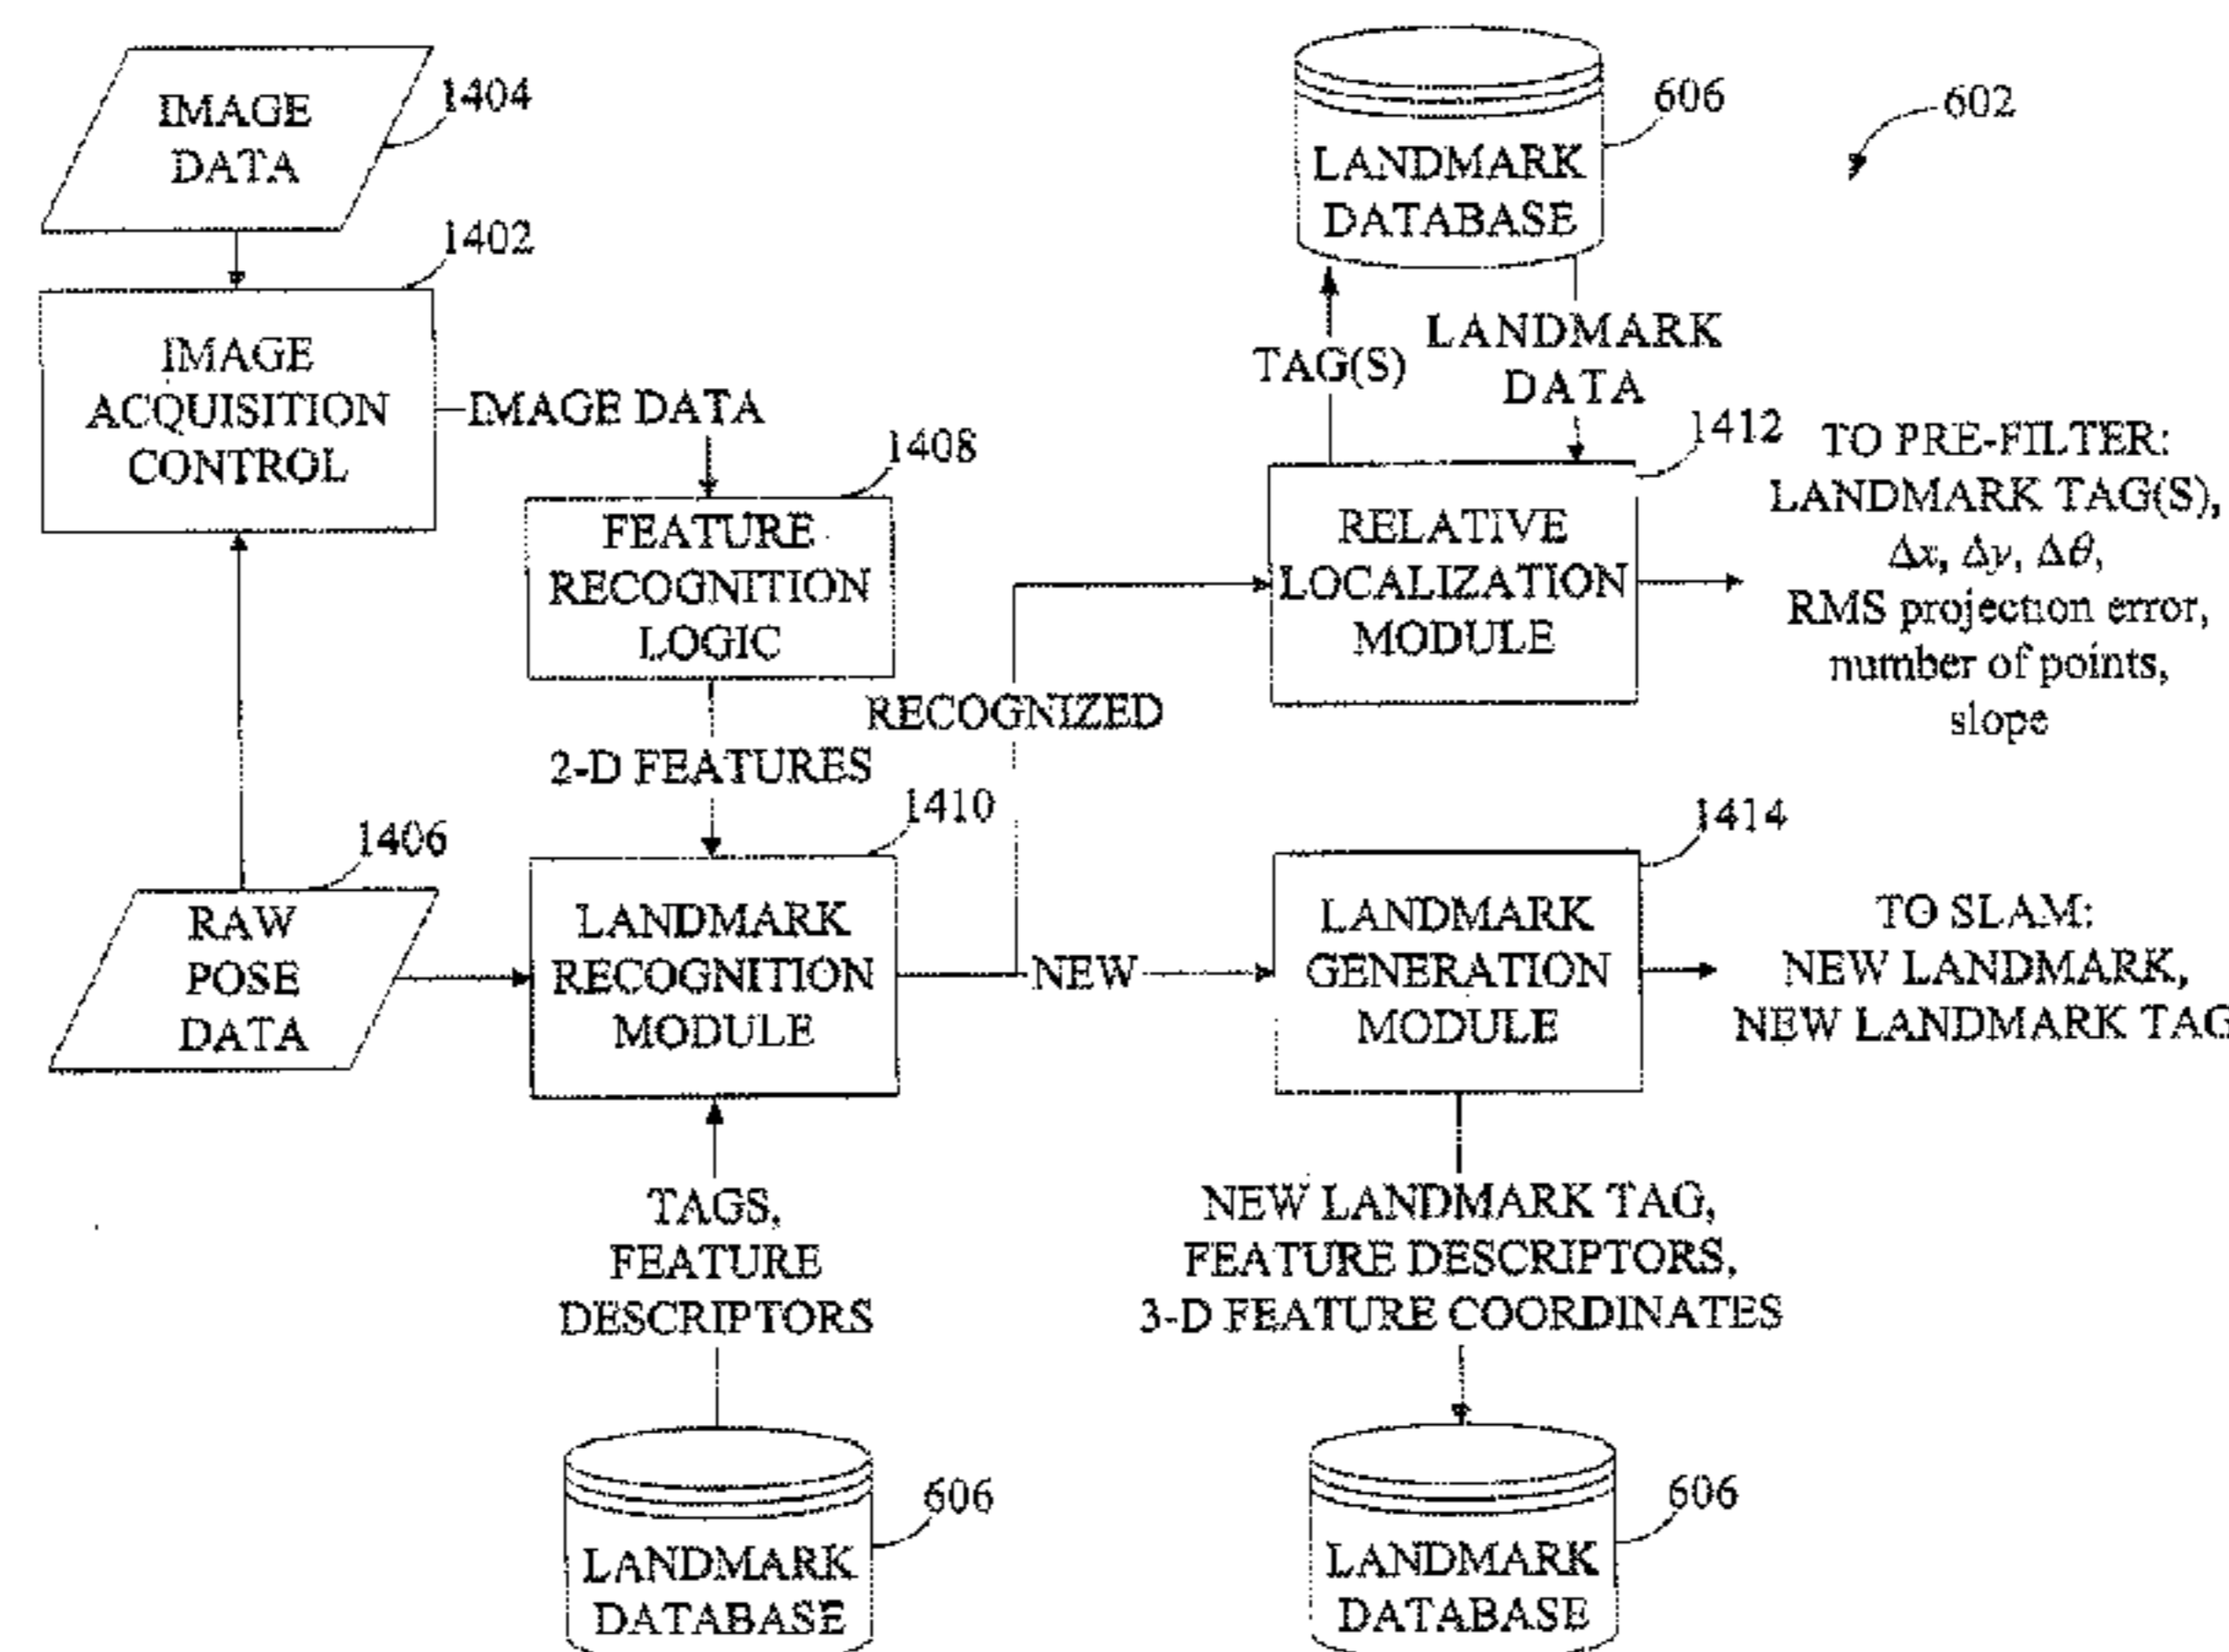 IMAGE
DATA
1404
1402
IMAGE
ACQUISITION
CONTROL
IMAGE DATA
1408
FEATURE
RECOGNITION
LOGIC
2-D FEATURES
1406
RAW
POSE
DATA
1410
LANDMARK
RECOGNITION
MODULE
TAGS,
FEATURE
DESCRIPTORS
606
LANDMARK
DATABASE
RECOGNIZED
NEW
606
LANDMARK
DATABASE
602
TAG(S)
LANDMARK
DATA
1412
RELATIVE
LOCALIZATION
MODULE
TO PRE-FILTER:
LANDMARK TAG(S),
Δx, Δy, Δθ,
RMS projection error,
number of points,
slope
1414
LANDMARK
GENERATION
MODULE
TO SLAM:
NEW LANDMARK,
NEW LANDMARK TAG
NEW LANDMARK TAG,
FEATURE DESCRIPTORS,
3-D FEATURE COORDINATES
606
LANDMARK
DATABASE